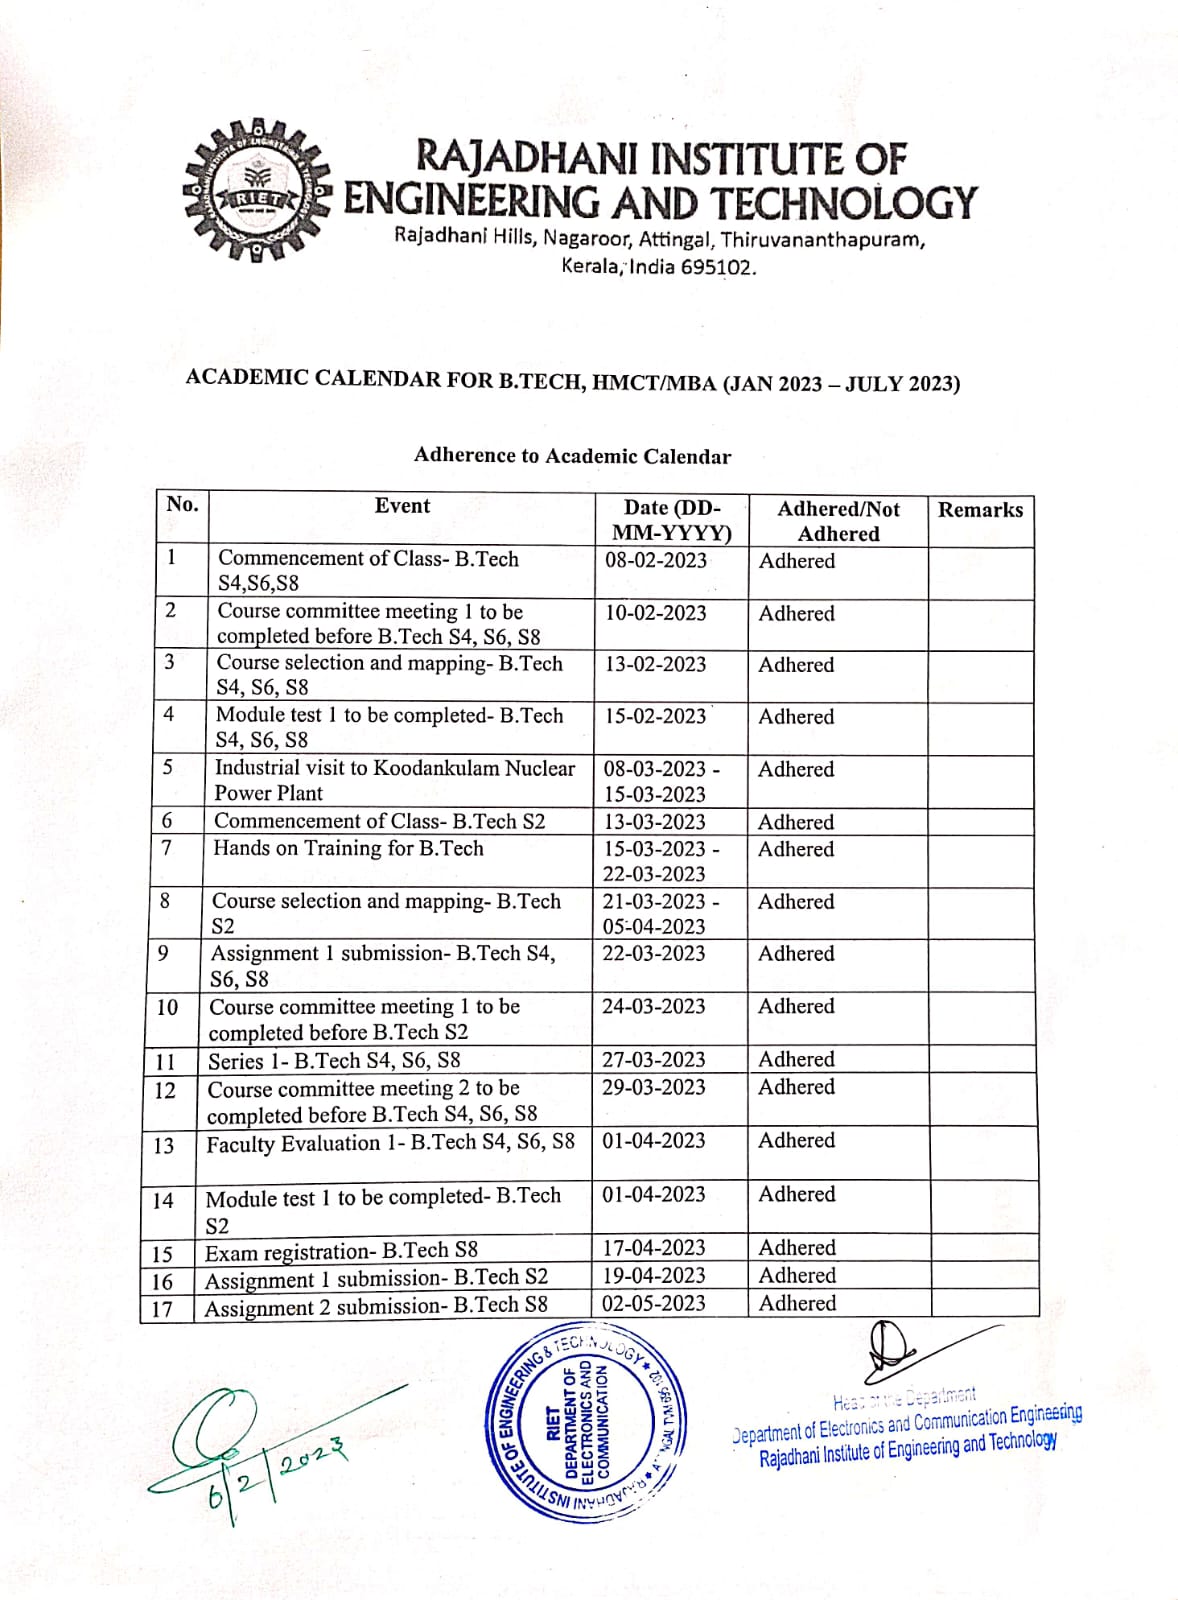 RIET
RAJADHANI INSTITUTE OF
ENGINEERING AND TECHNOLOGY
Rajadhani Hills, Nagaroor, Attingal, Thiruvananthapuram,
Kerala, India 695102.
ACADEMIC CALENDAR FOR B.TECH, HMCT/MBA (JAN 2023 – JULY 2023)
Adherence to Academic Calendar
No. Event Date (DD- Adhered/Not Remarks
MM-YYYY) Adhered
1 Commencement of Class- B.Tech 08-02-2023 Adhered
S4,S6,S8
2 Course committee meeting 1 to be 10-02-2023 Adhered
completed before B.Tech S4, S6, S8
3 Course selection and mapping- B.Tech 13-02-2023 Adhered
S4, S6, S8
4 Module test 1 to be completed- B.Tech 15-02-2023 Adhered
S4, S6, S8
5 Industrial visit to Koodankulam Nuclear 08-03-2023 - Adhered
Power Plant 15-03-2023
6 Commencement of Class- B.Tech S2 13-03-2023 Adhered
7 Hands on Training for B.Tech 15-03-2023 - Adhered
22-03-2023
8 Course selection and mapping- B.Tech 21-03-2023 - Adhered
S2 05-04-2023
9 Assignment 1 submission- B.Tech S4, 22-03-2023 Adhered
S6, S8
10 Course committee meeting 1 to be 24-03-2023 Adhered
completed before B.Tech S2
11 Series 1- B.Tech S4, S6, S8 27-03-2023 Adhered
12 Course committee meeting 2 to be 29-03-2023 Adhered
completed before B.Tech S4, S6, S8
13 Faculty Evaluation 1- B.Tech S4, S6, S8 01-04-2023 Adhered
14 Module test 1 to be completed- B.Tech 01-04-2023 Adhered
S2
15 Exam registration- B.Tech S8 17-04-2023 Adhered
16 Assignment 1 submission- B.Tech S2 19-04-2023 Adhered
17 Assignment 2 submission- B.Tech S8 02-05-2023 Adhered
6/2/2023
RAJADHANI INSTITUTE OF ENGINEERING & TECHNOLOGY
RIET
DEPARTMENT OF
ELECTRONICS AND
COMMUNICATION
Head of the Department
Department of Electronics and Communication Engineering
Rajadhani Institute of Engineering and Technology